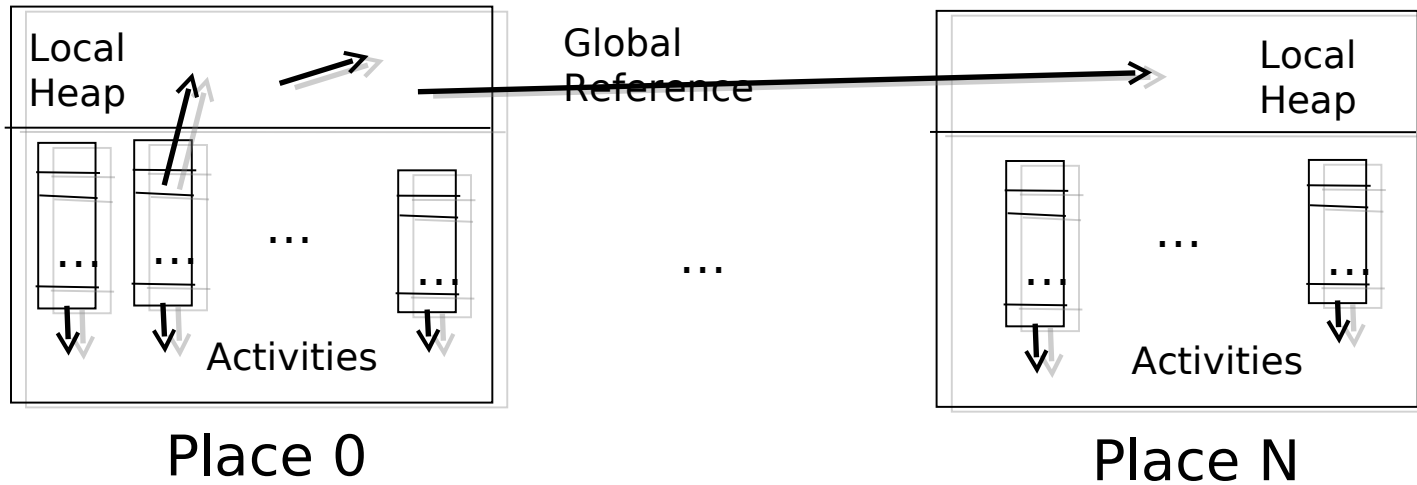 Local
Heap
Global
Reference
Local
Heap
...
...
...
...
...
...
...
...
Activities
Activities
Place 0
Place N